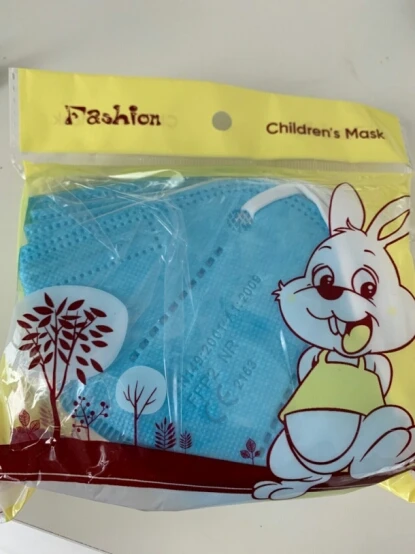 Fashion
Children's Mask
FFP2 NR
CE 2163